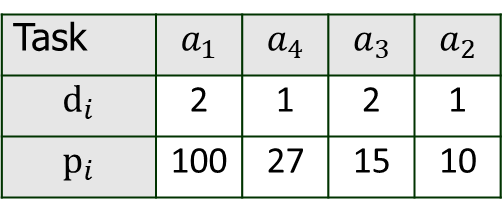 Task a₁ a₄ a₃ a₂
dᵢ 2 1 2 1
pᵢ 100 27 15 10